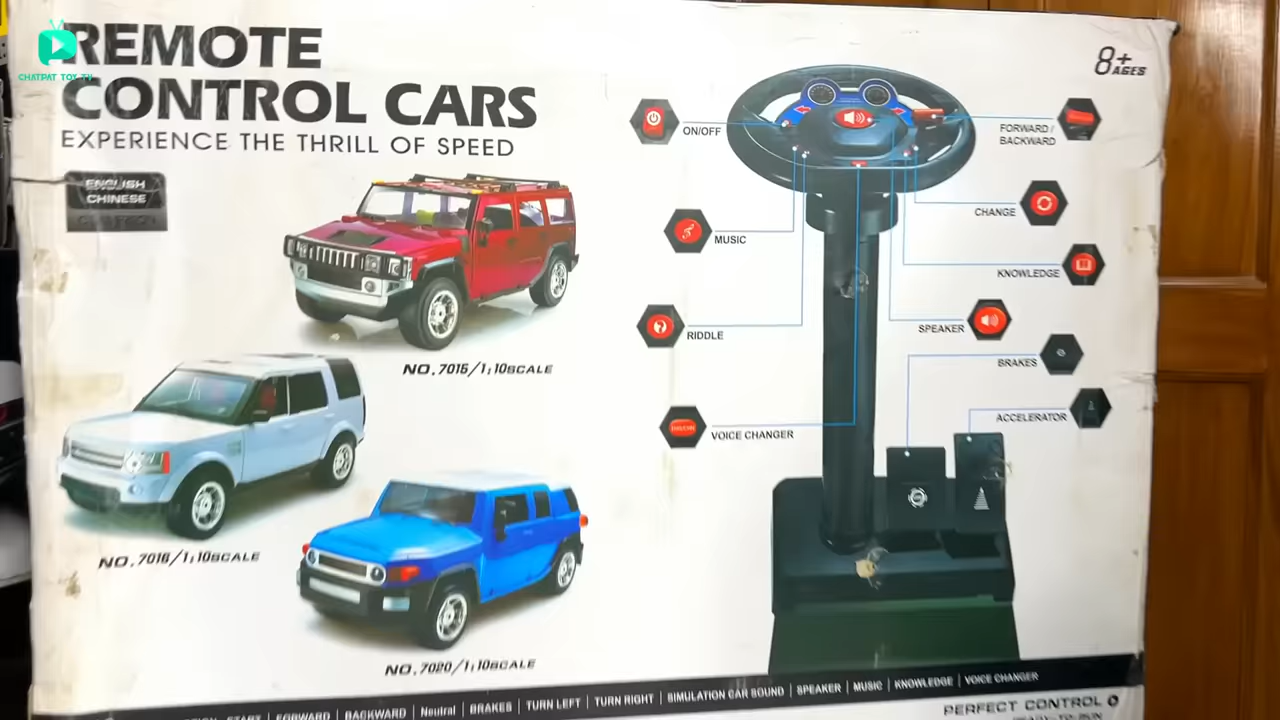 REMOTE
CONTROL CARS
EXPERIENCE THE THRILL OF SPEED
CHATPAT TOY TV
ENGLISH
CHINESE
8+
AGES
ON/OFF
FORWARD /
BACKWARD
CHANGE
MUSIC
KNOWLEDGE
RIDDLE
SPEAKER
BRAKES
ACCELERATOR
VOICE CHANGER
NO. 7015/1:10SCALE
NO. 7016/1:10SCALE
NO. 7020/1:10SCALE
START | FORWARD | BACKWARD | Neutral | BRAKES | TURN LEFT | TURN RIGHT | SIMULATION CAR SOUND | SPEAKER | MUSIC | KNOWLEDGE | VOICE CHANGER
PERFECT CONTROL